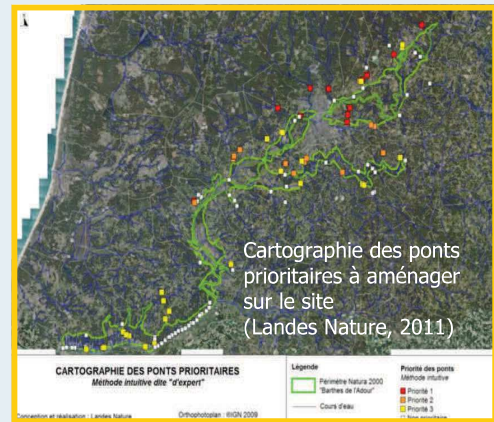 Cartographie des ponts
prioritaires à aménager
sur le site
(Landes Nature, 2011)
CARTOGRAPHIE DES PONTS PRIORITAIRES
Méthode intuitive dite "d'expert"
Conception et réalisation : Landes Nature
Orthophotoplan : ©IGN 2009
Légende
Périmètre Natura 2000
"Barthes de l'Adour"
Cours d'eau
Priorité des ponts
Méthode intuitive
Priorité 1
Priorité 2
Priorité 3
Non prioritaire